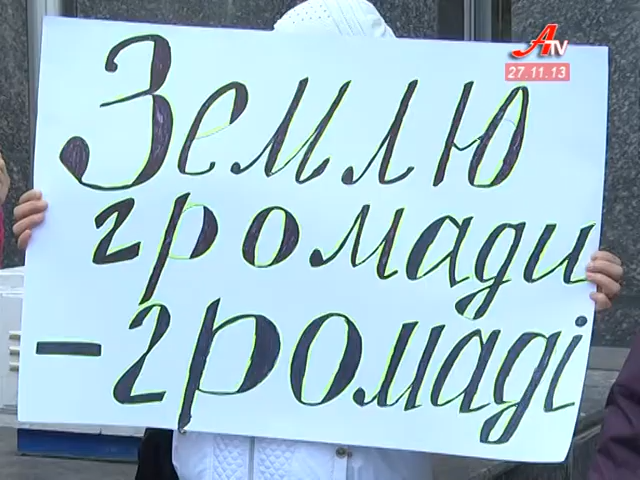 ATV
27.11.13
Землю
громади
- громаді